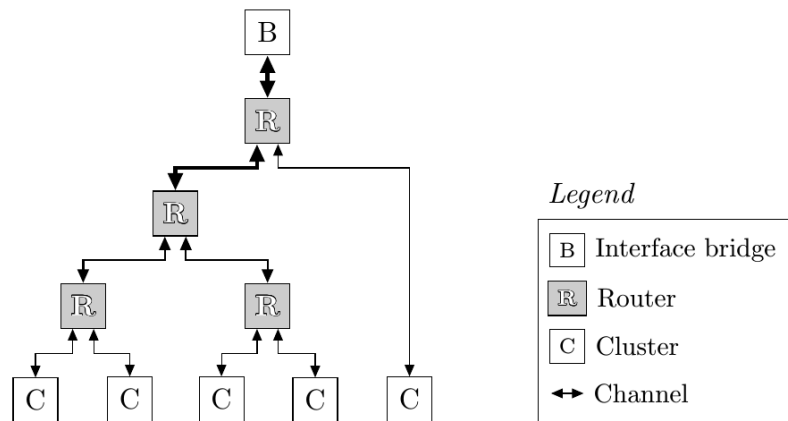 B
R
R
R R
C C C C C
Legend
B Interface bridge
R Router
C Cluster
Channel